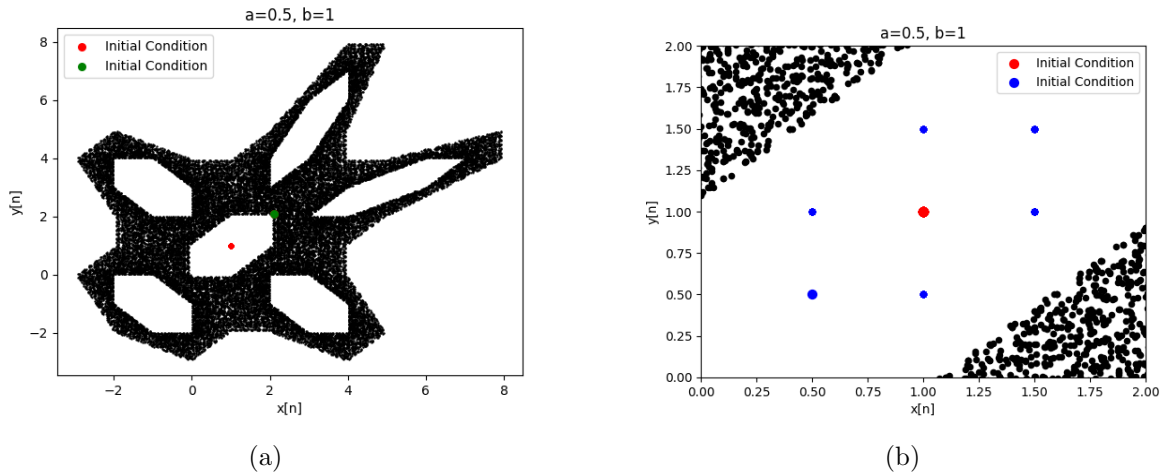 a=0.5, b=1
Initial Condition
Initial Condition
y[n]
8
6
4
2
0
−2
−2
0
2
4
6
8
x[n]
(a)
a=0.5, b=1
Initial Condition
Initial Condition
y[n]
2.00
1.75
1.50
1.25
1.00
0.75
0.50
0.25
0.00
0.00
0.25
0.50
0.75
1.00
1.25
1.50
1.75
2.00
x[n]
(b)